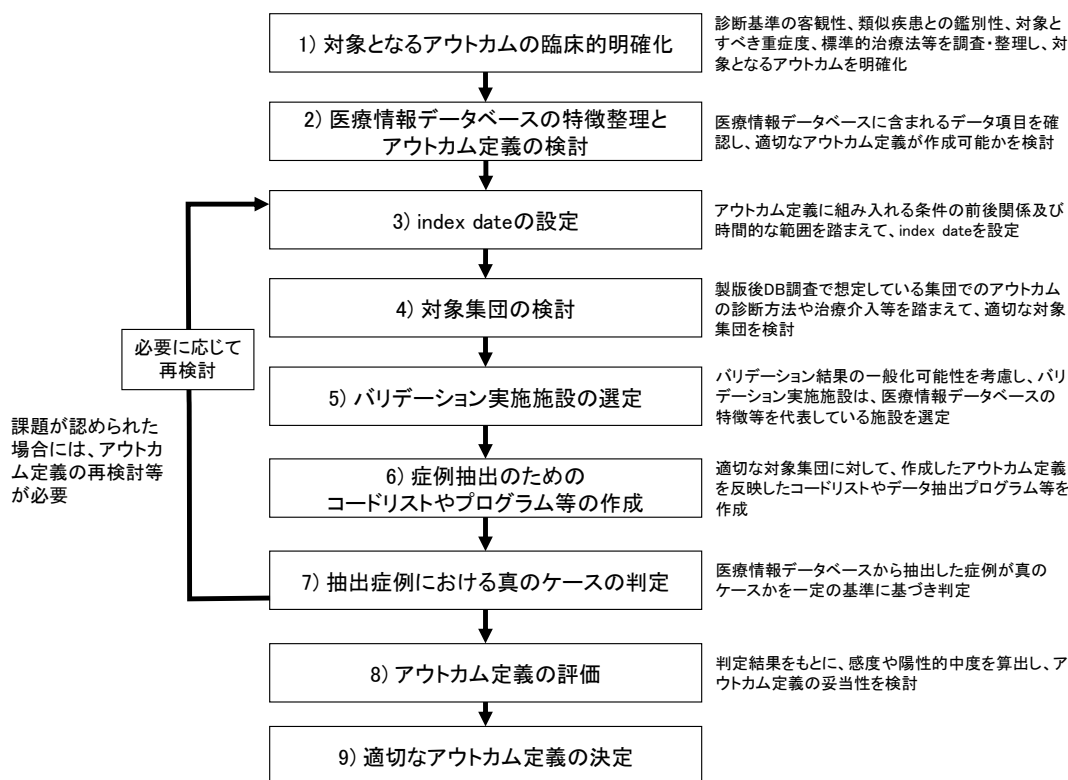 1) 対象となるアウトカムの臨床的明確化
診断基準の客観性、類似疾患との鑑別性、対象と
すべき重症度、標準的治療法等を調査・整理し、対
象となるアウトカムを明確化
2) 医療情報データベースの特徴整理と
アウトカム定義の検討
医療情報データベースに含まれるデータ項目を確
認し、適切なアウトカム定義が作成可能かを検討
3) index dateの設定
アウトカム定義に組み入れる条件の前後関係及び
時間的な範囲を踏まえて、index dateを設定
4) 対象集団の検討
製版後DB調査で想定している集団でのアウトカム
の診断方法や治療介入等を踏まえて、適切な対象
集団を検討
必要に応じて
再検討
5) バリデーション実施施設の選定
バリデーション結果の一般化可能性を考慮し、バリ
デーション実施施設は、医療情報データベースの
特徴等を代表している施設を選定
課題が認められた
場合には、アウトカ
ム定義の再検討等
が必要
6) 症例抽出のための
コードリストやプログラム等の作成
適切な対象集団に対して、作成したアウトカム定義
を反映したコードリストやデータ抽出プログラム等を
作成
7) 抽出症例における真のケースの判定
医療情報データベースから抽出した症例が真の
ケースかを一定の基準に基づき判定
8) アウトカム定義の評価
判定結果をもとに、感度や陽性的中度を算出し、ア
ウトカム定義の妥当性を検討
9) 適切なアウトカム定義の決定